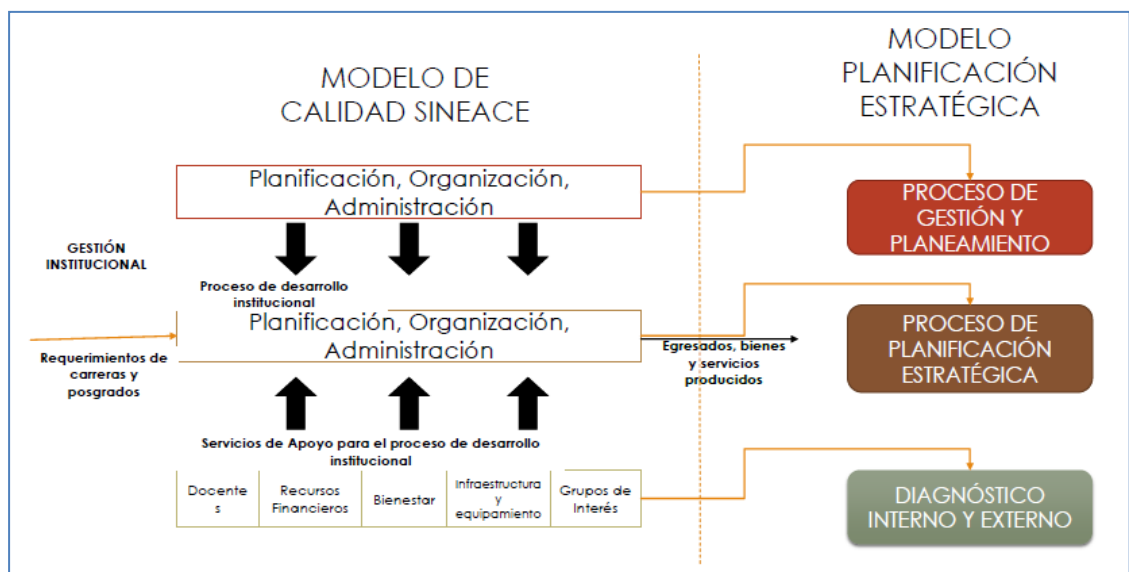 MODELO DE
CALIDAD SINEACE
MODELO
PLANIFICACIÓN
ESTRATÉGICA
Planificación, Organización,
Administración
PROCESO DE
GESTIÓN Y
PLANEAMIENTO
GESTIÓN
INSTITUCIONAL
Proceso de desarrollo
institucional
Planificación, Organización,
Administración
PROCESO DE
PLANIFICACIÓN
ESTRATÉGICA
Requerimientos de
carreras y
posgrados
Egresados, bienes
y servicios
producidos
Servicios de Apoyo para el proceso de desarrollo
institucional
Docente
s
Recursos
Financieros
Bienestar
Infraestructura
y
equipamiento
Grupos de
Interés
DIAGNÓSTICO
INTERNO Y EXTERNO